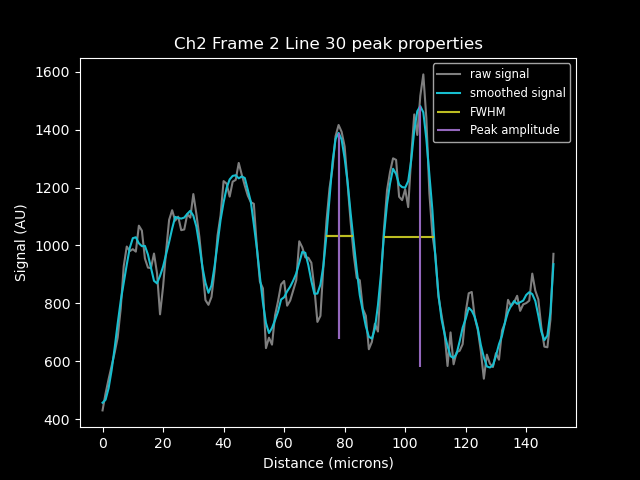 Ch2 Frame 2 Line 30 peak properties
raw signal
smoothed signal
FWHM
Peak amplitude
Signal (AU)
1600
1400
1200
1000
800
600
400
0 20 40 60 80 100 120 140
Distance (microns)